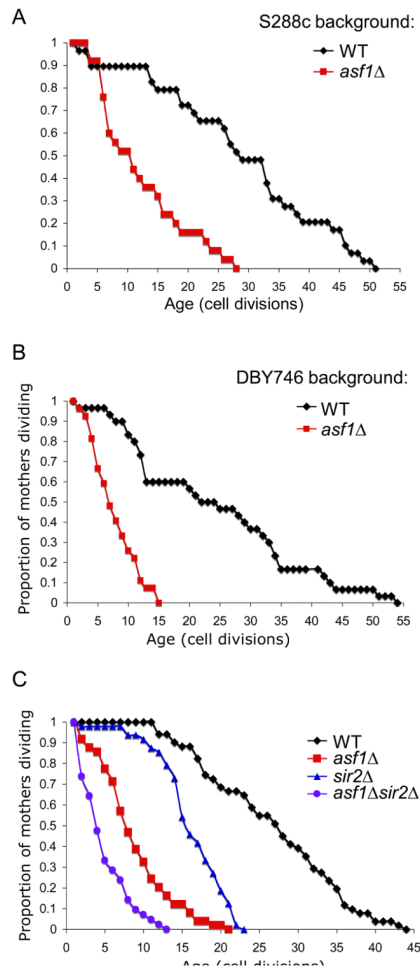 A
S288c background:
WT
asf1Δ
1
0.9
0.8
0.7
0.6
0.5
0.4
0.3
0.2
0.1
0
0 5 10 15 20 25 30 35 40 45 50 55
Age (cell divisions)
B
DBY746 background:
WT
asf1Δ
Proportion of mothers dividing
1
0.9
0.8
0.7
0.6
0.5
0.4
0.3
0.2
0.1
0
0 5 10 15 20 25 30 35 40 45 50 55
Age (cell divisions)
C
WT
asf1Δ
sir2Δ
asf1Δsir2Δ
Proportion of mothers dividing
1
0.9
0.8
0.7
0.6
0.5
0.4
0.3
0.2
0.1
0
0 5 10 15 20 25 30 35 40 45
Age (cell divisions)